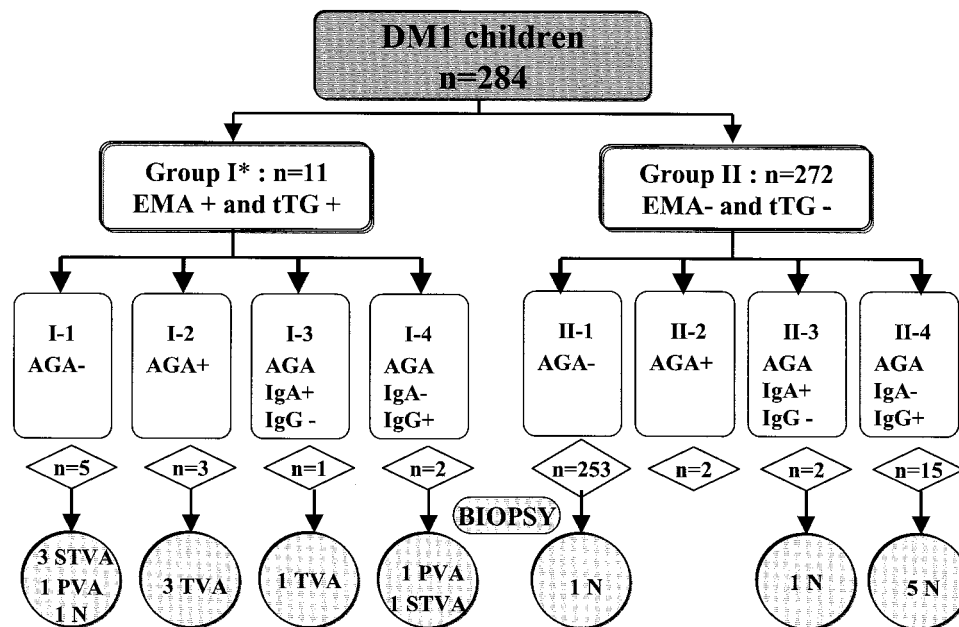 DM1 children
n=284
Group I* : n=11
EMA + and tTG +
Group II : n=272
EMA- and tTG -
I-1
AGA-
I-2
AGA+
I-3
AGA
IgA+
IgG -
I-4
AGA
IgA-
IgG+
II-1
AGA-
II-2
AGA+
II-3
AGA
IgA+
IgG -
II-4
AGA
IgA-
IgG+
n=5
n=3
n=1
n=2
n=253
n=2
n=2
n=15
BIOPSY
3 STVA
1 PVA
1 N
3 TVA
1 TVA
1 PVA
1 STVA
1 N
1 N
5 N